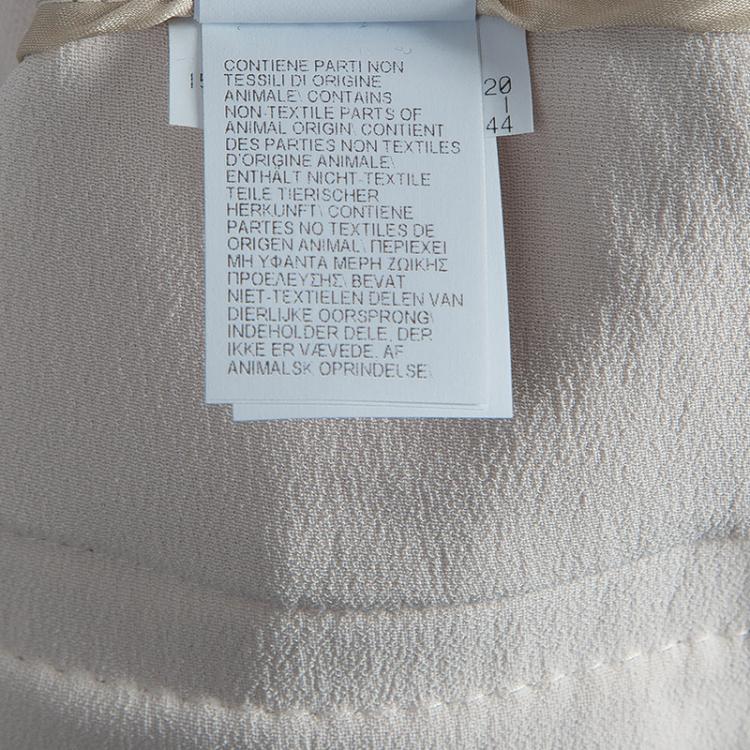 CONTIENE PARTI NON
TESSILI DI ORIGINE
ANIMALE\ CONTAINS
NON-TEXTILE PARTS OF
ANIMAL ORIGIN\ CONTIENT
DES PARTIES NON TEXTILES
D'ORIGINE ANIMALE\
ENTHÄLT NICHT-TEXTILE
TEILE TIERISCHER
HERKUNFT\ CONTIENE
PARTES NO TEXTILES DE
ORIGEN ANIMAL\ ΠΕΡΙΕΧΕΙ
ΜΗ ΥΦΑΝΤΑ ΜΕΡΗ ΖΩΙΚΗΣ
ΠΡΟΕΛΕΥΣΗΣ\ BEVAT
NIET-TEXTIELEN DELEN VAN
DIERLIJKE OORSPRONG\
INDEHOLDER DELE, DER
IKKE ER VÆVEDE, AF
ANIMALSK OPRINDELSE\
20
I
44